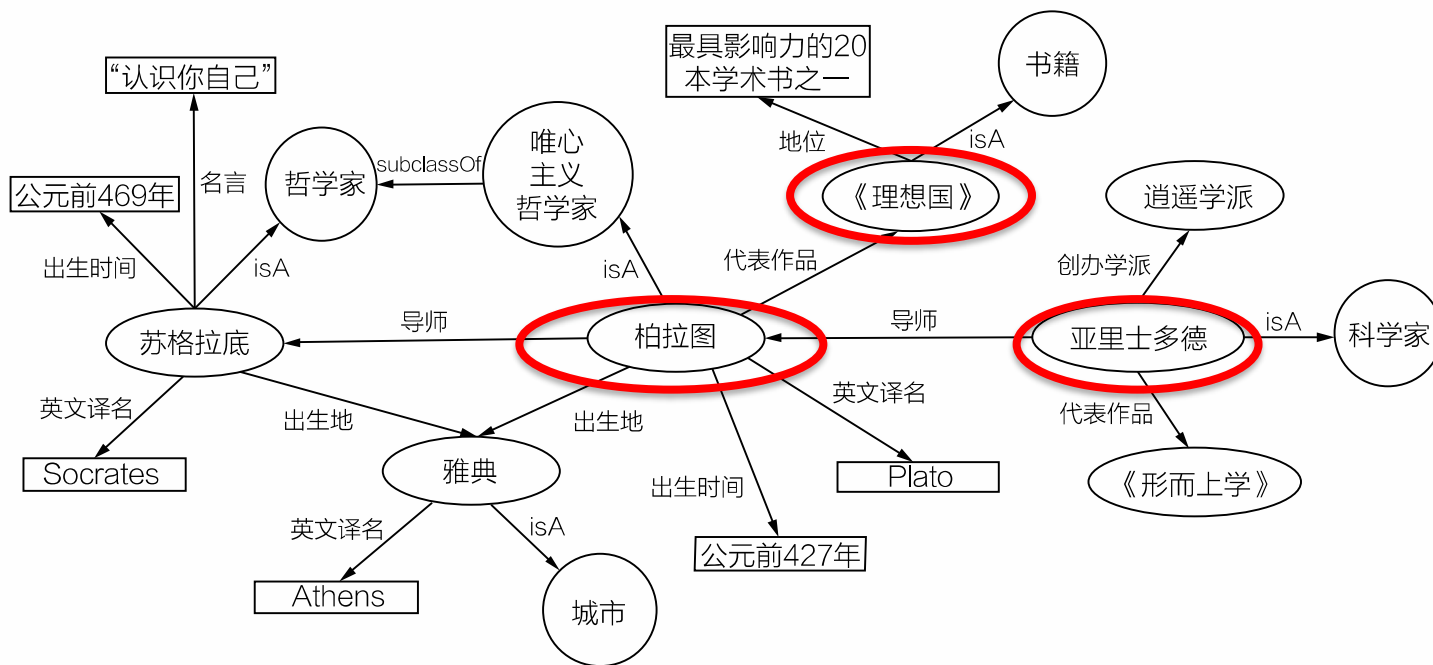 最具影响力的20
本学术书之一
书籍
“认识你自己”
地位
isA
唯心
主义
哲学家
subclassOf
哲学家
名言
公元前469年
《理想国》
逍遥学派
出生时间
isA
isA
代表作品
创办学派
苏格拉底
导师
柏拉图
导师
亚里士多德
isA
科学家
英文译名
出生地
出生地
英文译名
代表作品
Socrates
雅典
出生时间
Plato
《形而上学》
英文译名
isA
公元前427年
Athens
城市